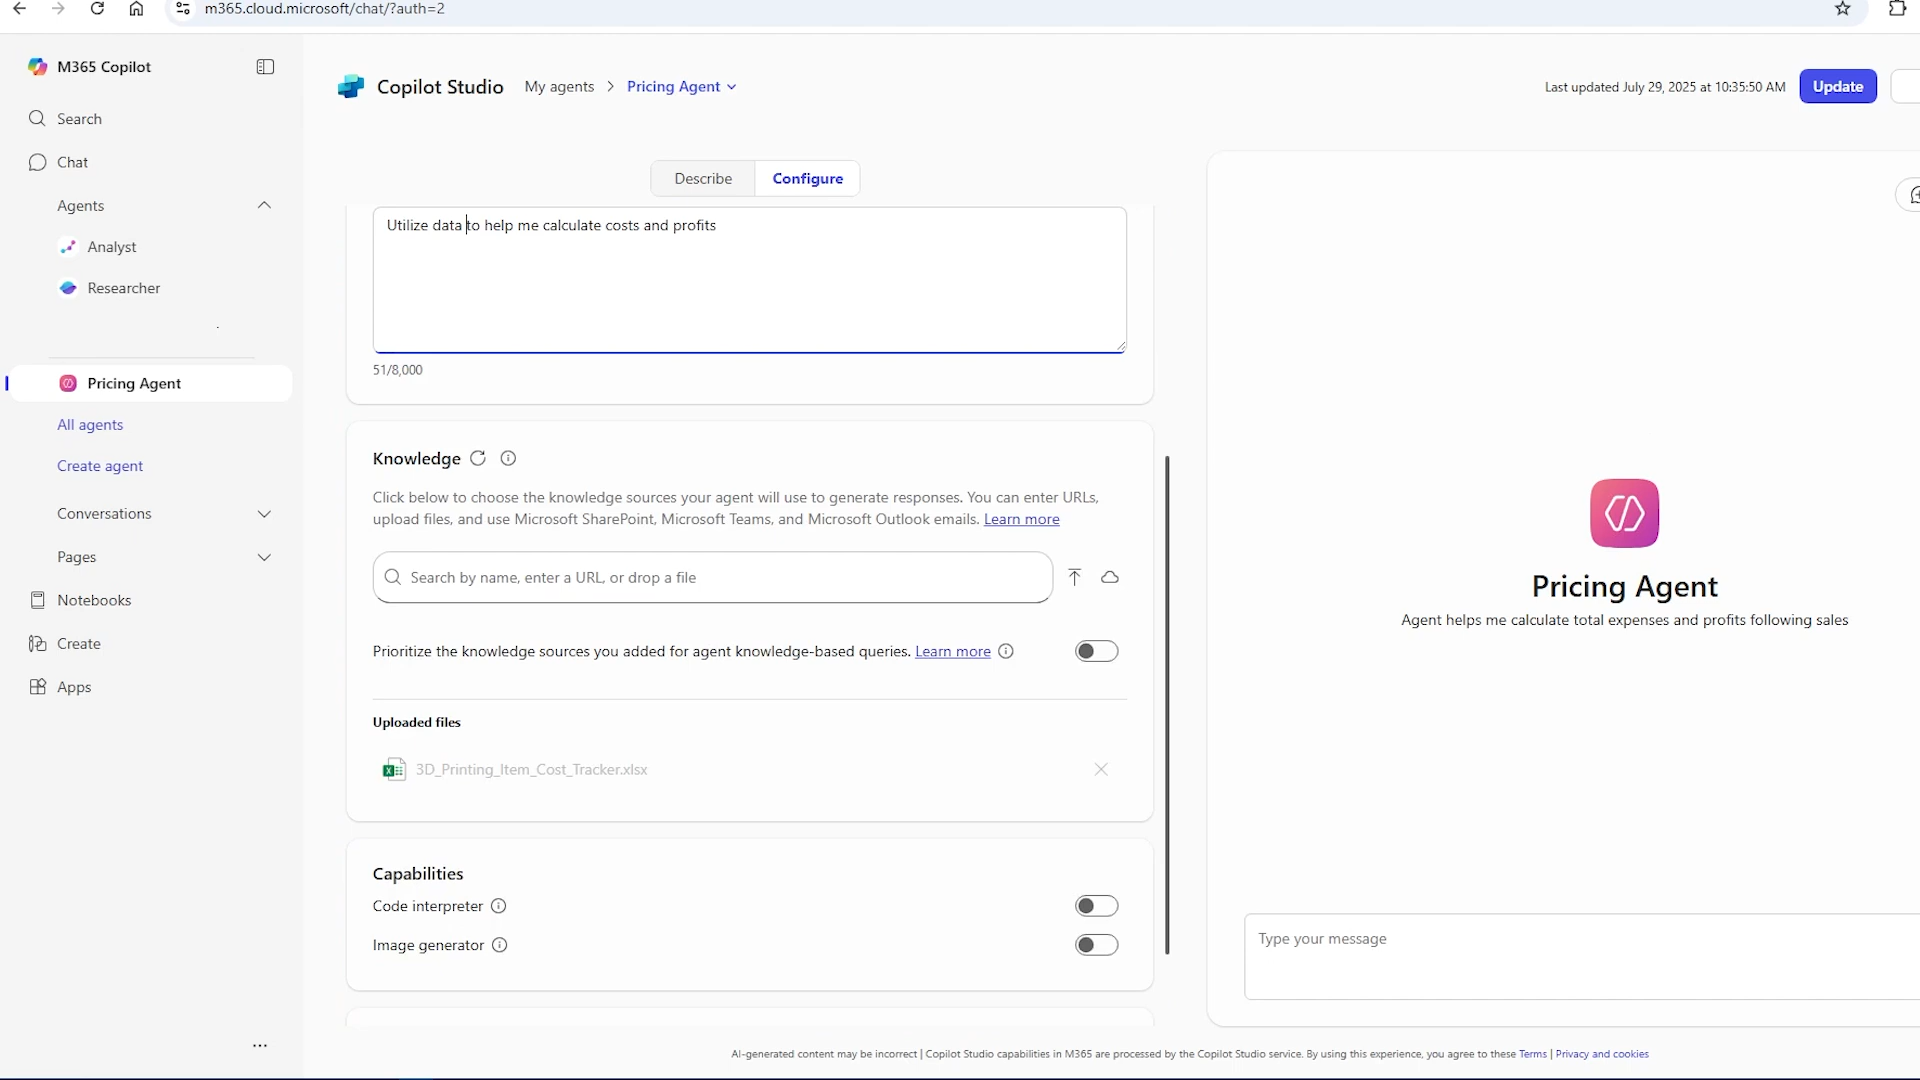 m365.cloud.microsoft/chat/?auth=2
M365 Copilot
Search
Chat
Agents
Analyst
Researcher
Pricing Agent
All agents
Create agent
Conversations
Pages
Notebooks
Create
Apps
...
Copilot Studio My agents > Pricing Agent
Last updated July 29, 2025 at 10:35:50 AM
Update
Describe
Configure
Utilize data to help me calculate costs and profits
51/8,000
Knowledge
Click below to choose the knowledge sources your agent will use to generate responses. You can enter URLs,
upload files, and use Microsoft SharePoint, Microsoft Teams, and Microsoft Outlook emails. Learn more
Search by name, enter a URL, or drop a file
Prioritize the knowledge sources you added for agent knowledge-based queries. Learn more
Uploaded files
3D_Printing_Item_Cost_Tracker.xlsx
Capabilities
Code interpreter
Image generator
Pricing Agent
Agent helps me calculate total expenses and profits following sales
Type your message
AI-generated content may be incorrect | Copilot Studio capabilities in M365 are processed by the Copilot Studio service. By using this experience, you agree to these Terms | Privacy and cookies